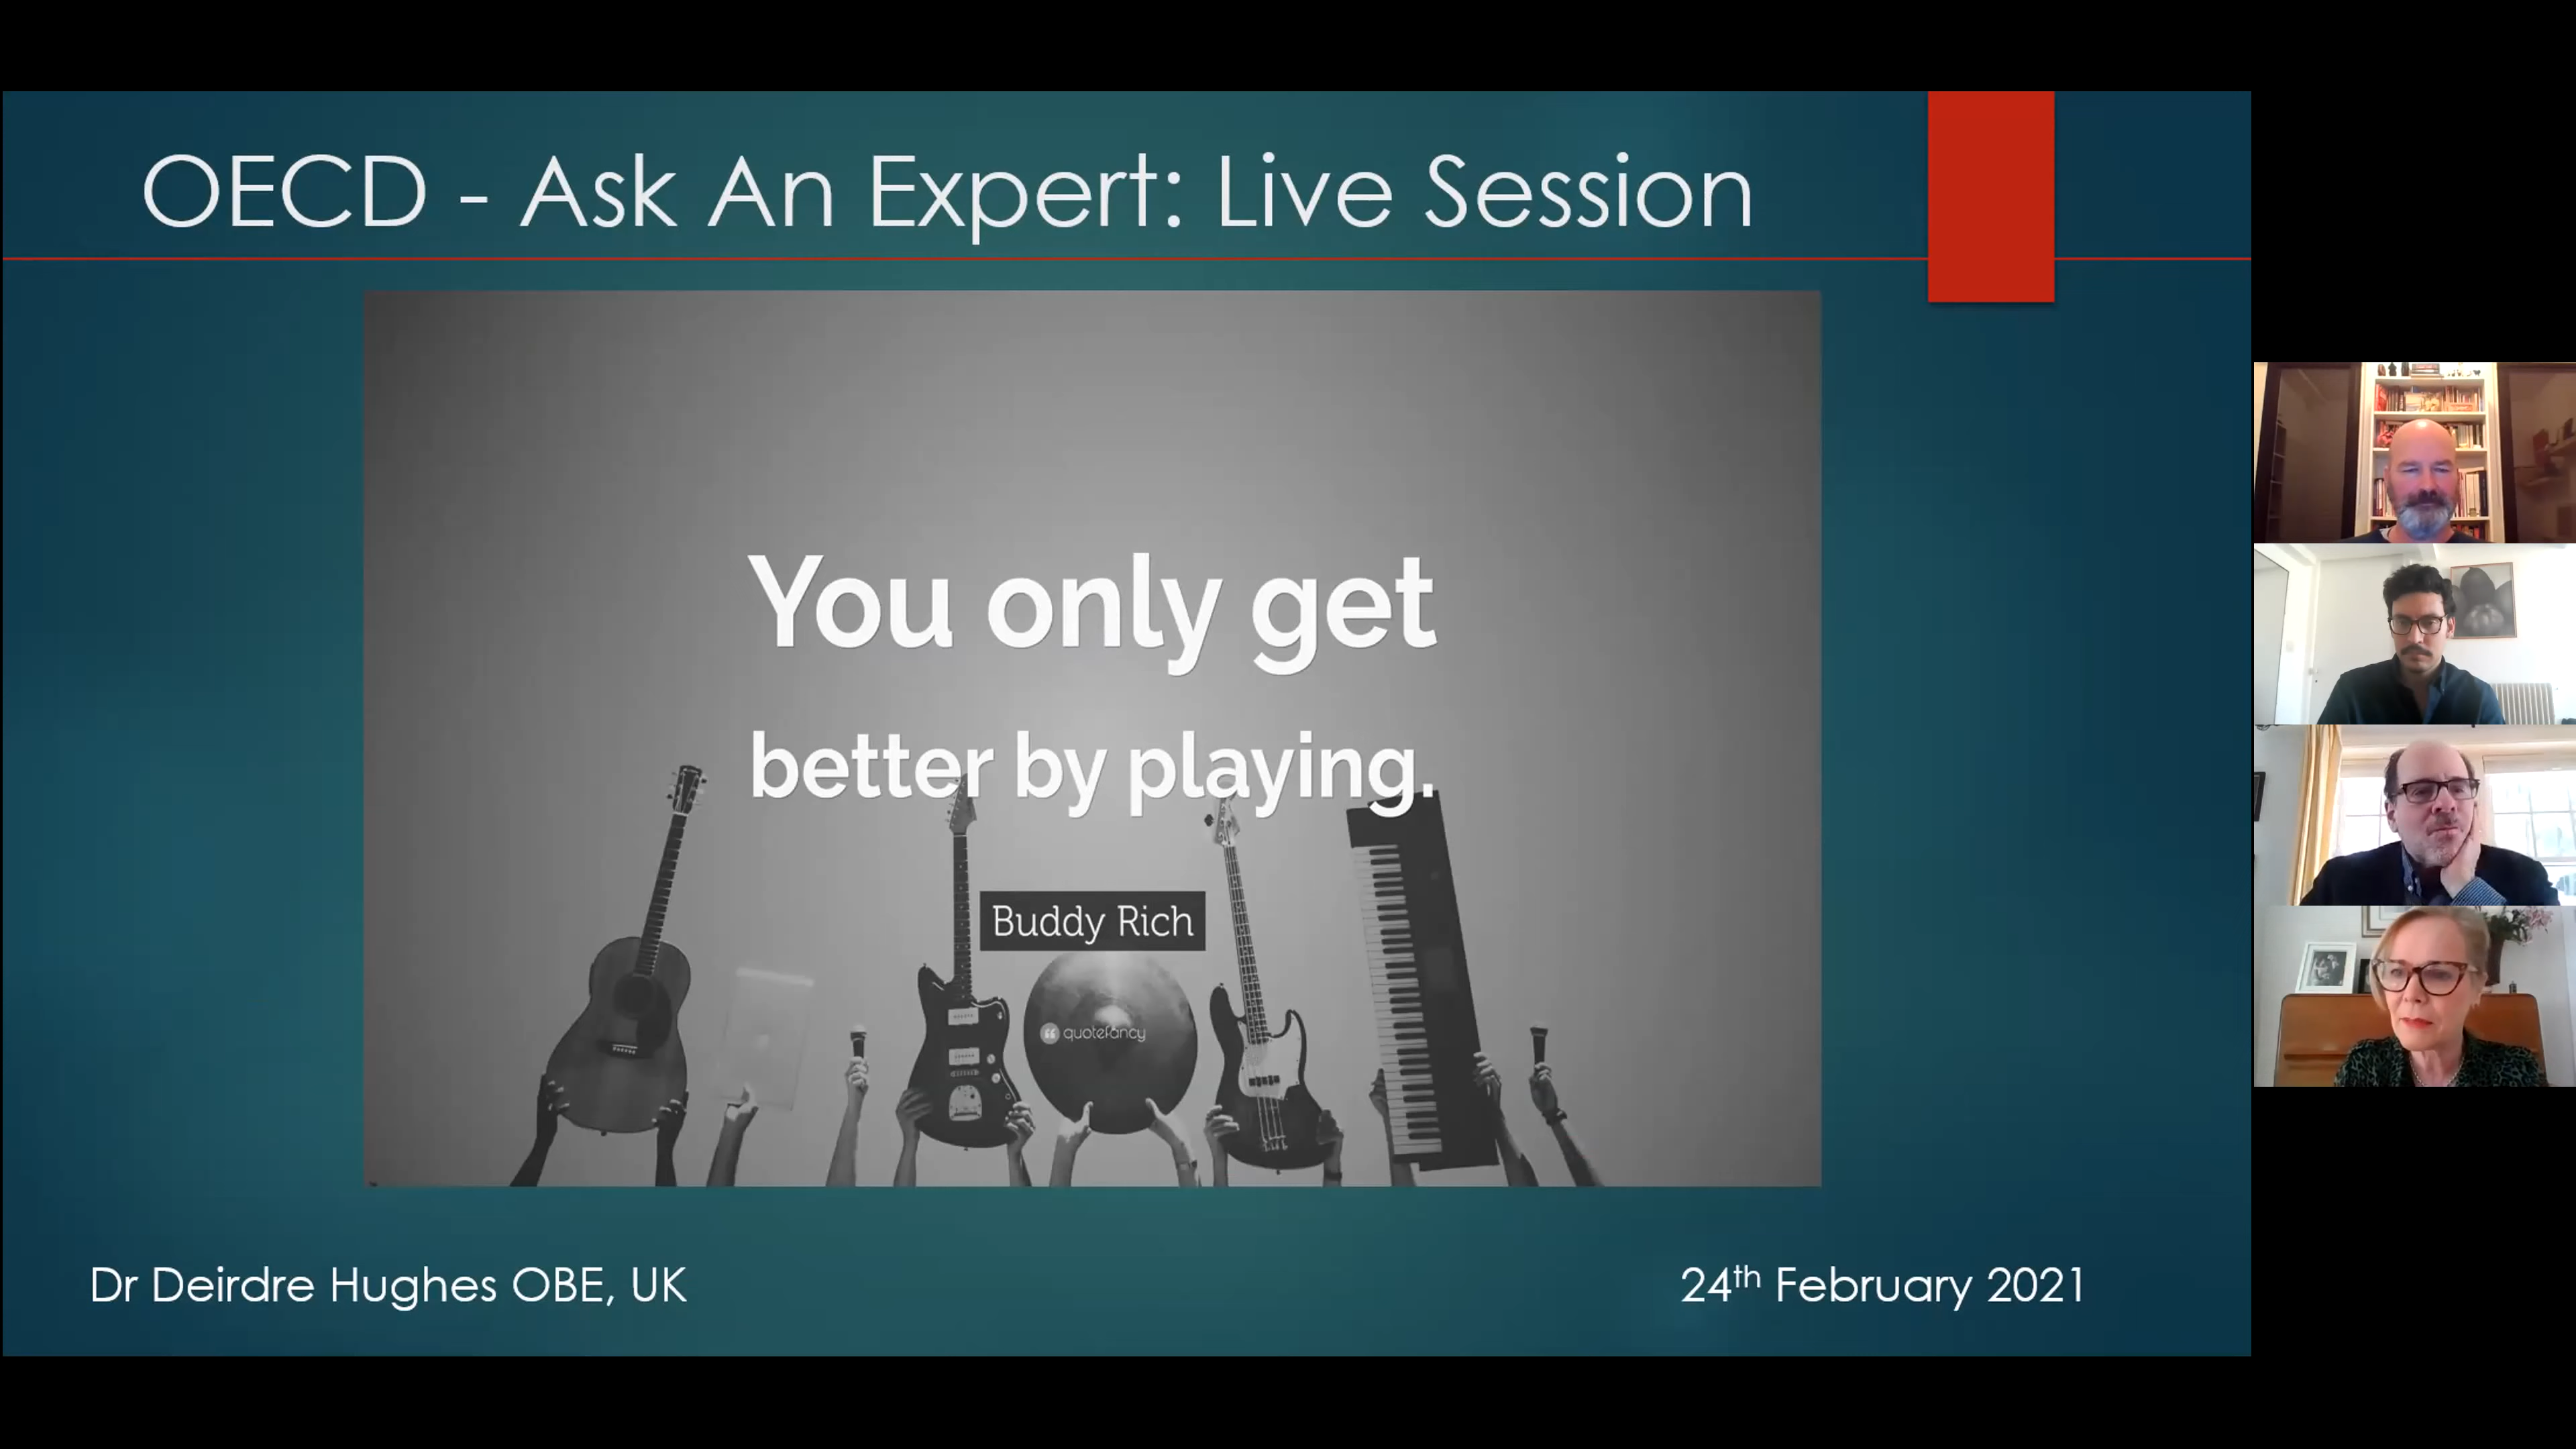 OECD - Ask An Expert: Live Session
You only get
better by playing.
Buddy Rich
quotefancy
Dr Deirdre Hughes OBE, UK
24th February 2021